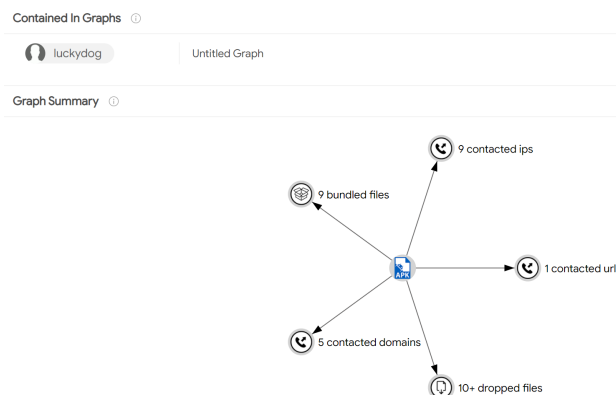 Contained In Graphs
luckydog
Untitled Graph
Graph Summary
9 contacted ips
9 bundled files
1 contacted url
APK
5 contacted domains
10+ dropped files